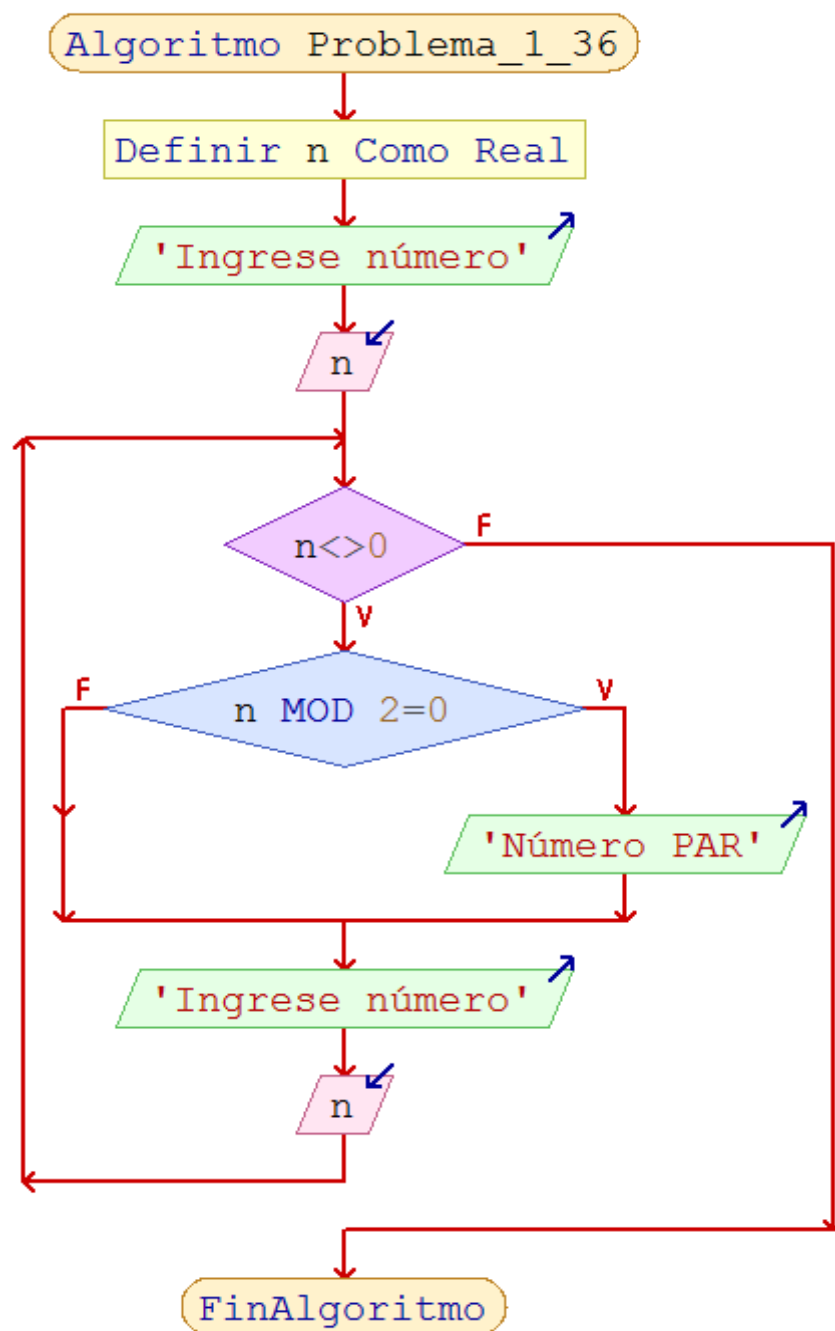 Algoritmo Problema_1_36
Definir n Como Real
'Ingrese número'
n
n<>0
F
V
n MOD 2=0
F
V
'Número PAR'
'Ingrese número'
n
FinAlgoritmo